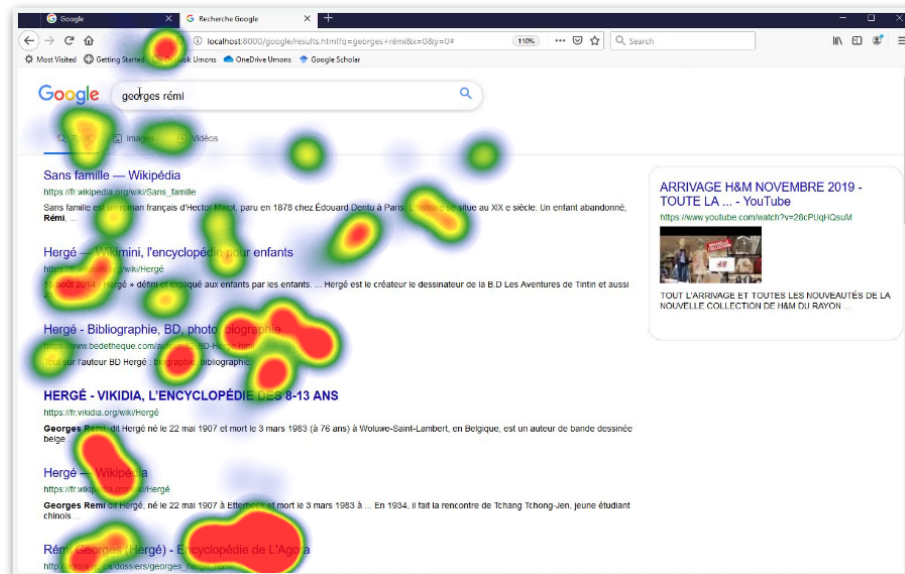 Google
Recherche Google
localhost:8000/google/results.html?q=georges+rémi&x=0&y=0#
110%
Search
Most Visited
Getting Started
Umons
OneDrive Umons
Google Scholar
Google
georges rémi
Images
Vidéos
Sans famille — Wikipédia
https://fr.wikipedia.org/wiki/Sans_famille
Sans famille est un roman français d'Hector Malot, paru en 1878 chez Édouard Dentu à Paris. L'histoire se situe au XIX e siècle. Un enfant abandonné,
Rémi, ...
Hergé — Wikimini, l'encyclopédie pour enfants
wiki/Hergé
2014 - Hergé » défini et expliqué aux enfants par les enfants. ... Hergé est le créateur le dessinateur de la B.D Les Aventures de Tintin et aussi
Hergé - Bibliographie, BD, photo, biographie
https://www.bedetheque.com/
Tout sur l'auteur BD Hergé : biographie, bibliographie
HERGÉ - VIKIDIA, L'ENCYCLOPÉDIE DES 8-13 ANS
https://fr.vikidia.org/wiki/Hergé
Georges Remi, dit Hergé né le 22 mai 1907 et mort le 3 mars 1983 (à 76 ans) à Woluwe-Saint-Lambert, en Belgique, est un auteur de bande dessinée
belge
Hergé — Wikipédia
https://fr.wikipedia.org/wiki/Hergé
Georges Remi dit Hergé, né le 22 mai 1907 à Etterbeek et mort le 3 mars 1983 à ... En 1934, il fait la rencontre de Tchang Tchong-Jen, jeune étudiant
chinois ...
Rémi Georges (Hergé) - Encyclopédie de L'Agora
ARRIVAGE H&M NOVEMBRE 2019 -
TOUTE LA ... - YouTube
https://www.youtube.com/watch?v=28cPUqHQsuM
H&M
TOUT L'ARRIVAGE ET TOUTES LES NOUVEAUTÉS DE LA
NOUVELLE COLLECTION DE H&M DU RAYON ...